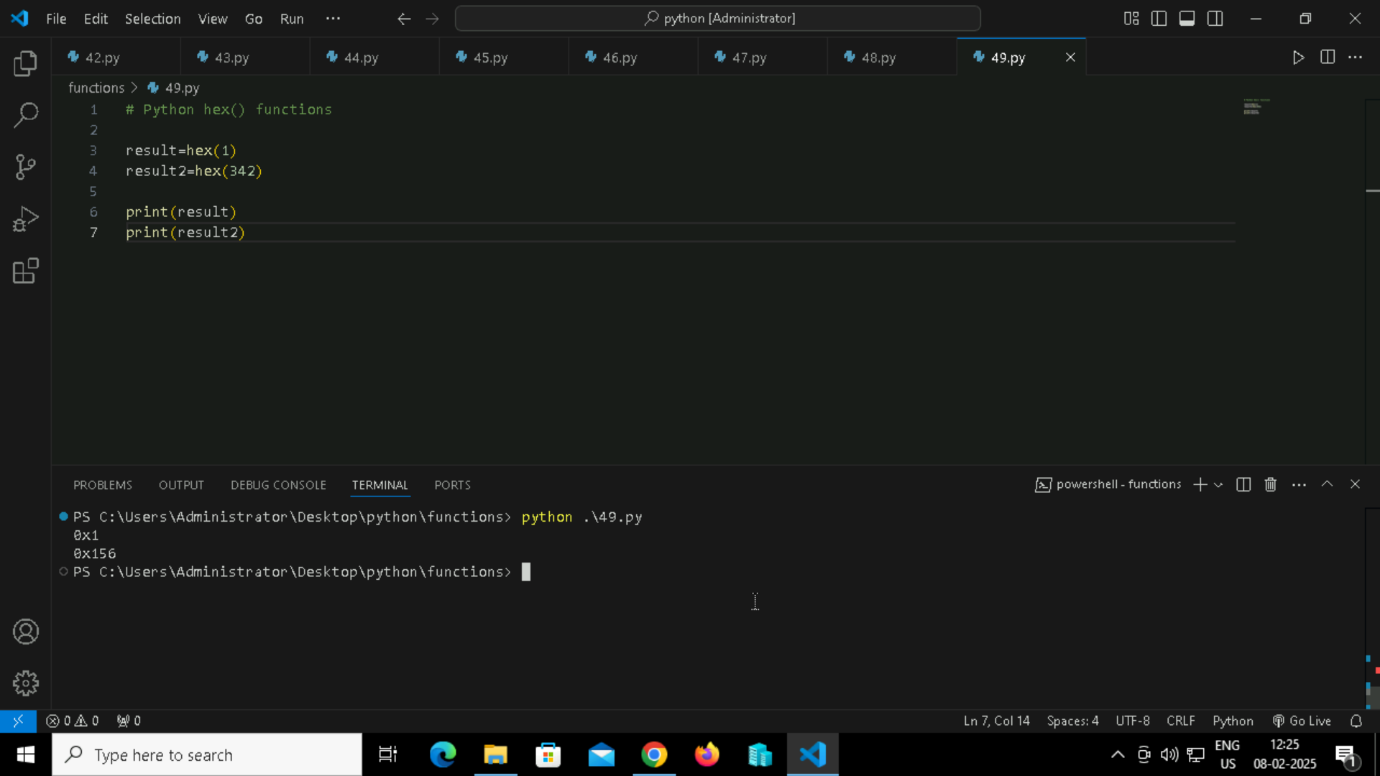 File Edit Selection View Go Run ··· python [Administrator]
42.py 43.py 44.py 45.py 46.py 47.py 48.py 49.py
functions > 49.py
1 # Python hex() functions
2
3 result=hex(1)
4 result2=hex(342)
5
6 print(result)
7 print(result2)
PROBLEMS OUTPUT DEBUG CONSOLE TERMINAL PORTS powershell - functions
PS C:\Users\Administrator\Desktop\python\functions> python .\49.py
0x1
0x156
PS C:\Users\Administrator\Desktop\python\functions>
0 0 0 Ln 7, Col 14 Spaces: 4 UTF-8 CRLF Python Go Live
Type here to search ENG US 12:25 08-02-2025 1